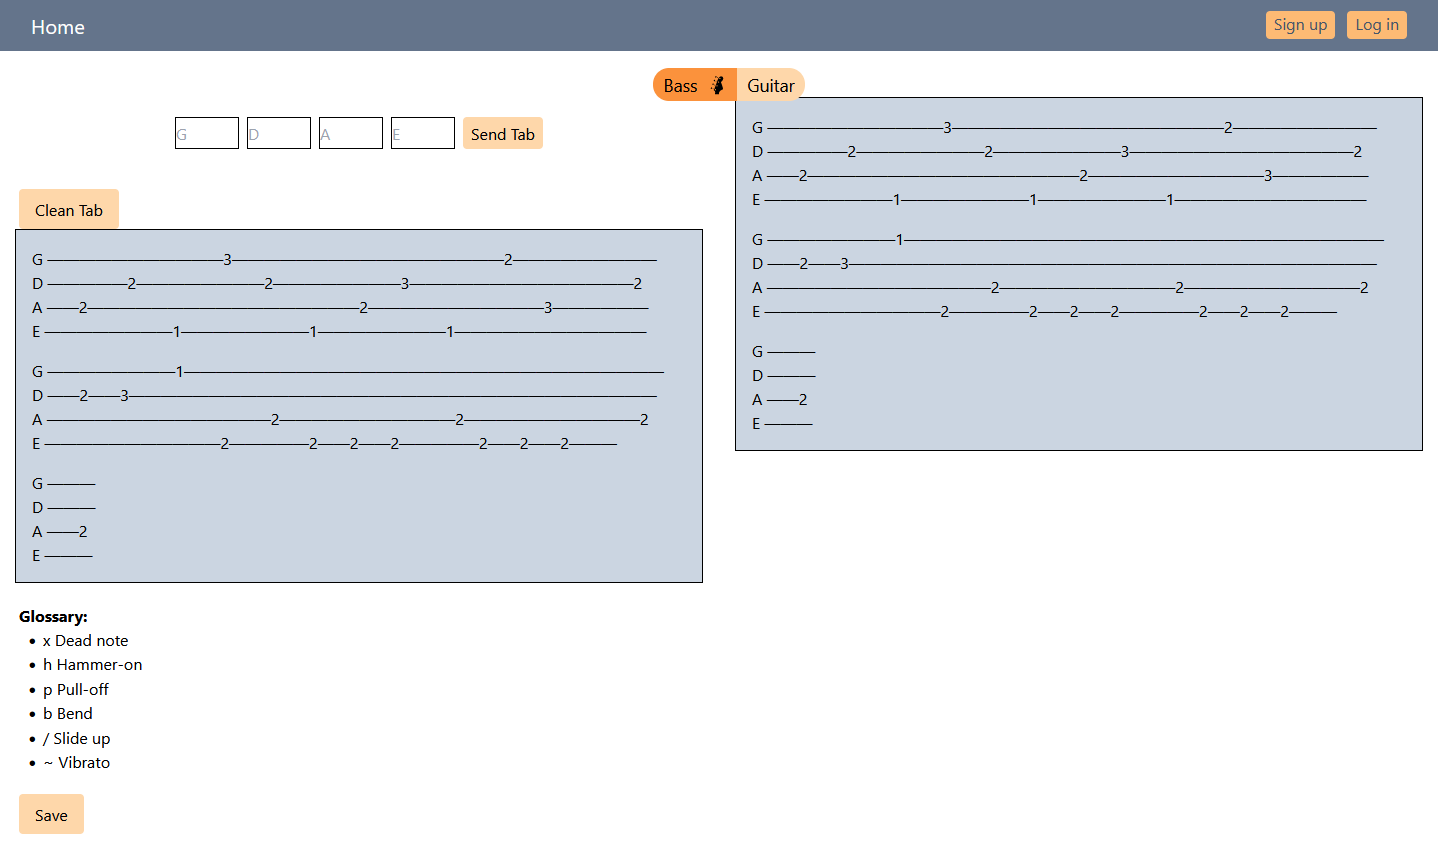 Home
Sign up
Log in
Bass
Guitar
G
D
A
E
Send Tab
Clean Tab
G ———————————3—————————————————2—————————
D —————2————————2————————3——————————————2
A ——2—————————————————2———————————3——————
E ————————1————————1————————1————————————
G ————————1——————————————————————————————
D ——2——3—————————————————————————————————
A ——————————————2———————————2———————————2
E ———————————2—————2——2——2—————2——2——2———
G ———
D ———
A ——2
E ———
Glossary:
• x Dead note
• h Hammer-on
• p Pull-off
• b Bend
• / Slide up
• ~ Vibrato
Save
G ———————————3—————————————————2—————————
D —————2————————2————————3——————————————2
A ——2—————————————————2———————————3——————
E ————————1————————1————————1————————————
G ————————1——————————————————————————————
D ——2——3—————————————————————————————————
A ——————————————2———————————2———————————2
E ———————————2—————2——2——2—————2——2——2———
G ———
D ———
A ——2
E ———